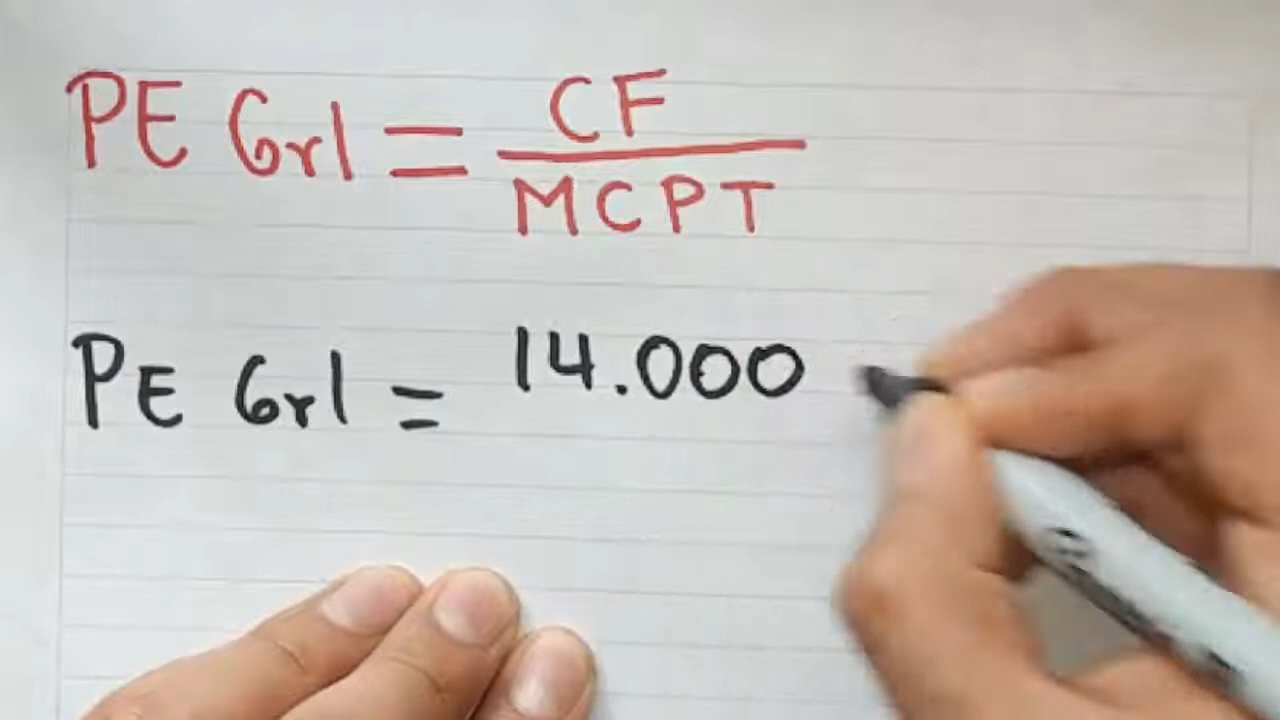 PE Grl = CF
MCPT
PE Grl = 14.000